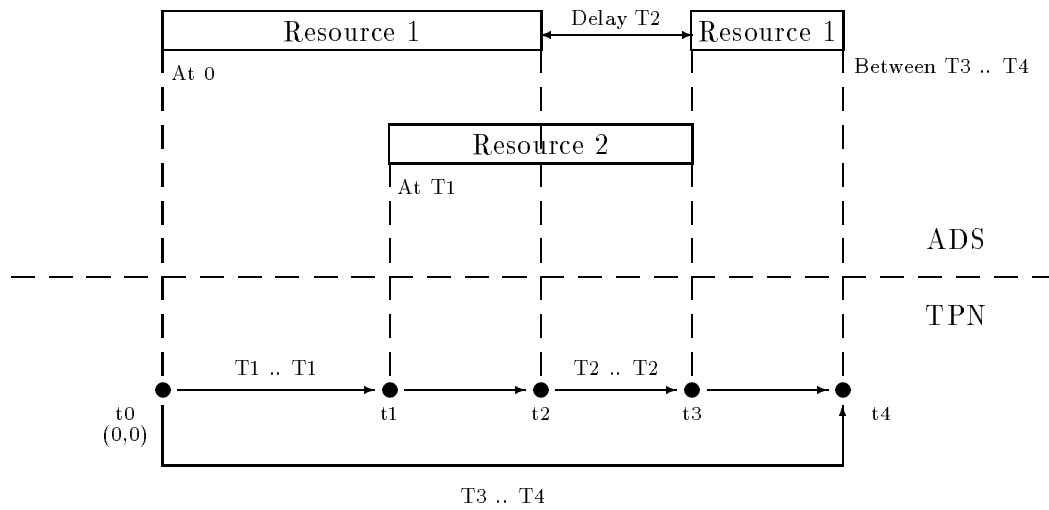 Resource 1
Delay T2
Resource 1
At 0
Between T3 .. T4
Resource 2
At T1
ADS
TPN
T1 .. T1
T2 .. T2
t0
t1
t2
t3
t4
(0,0)
T3 .. T4